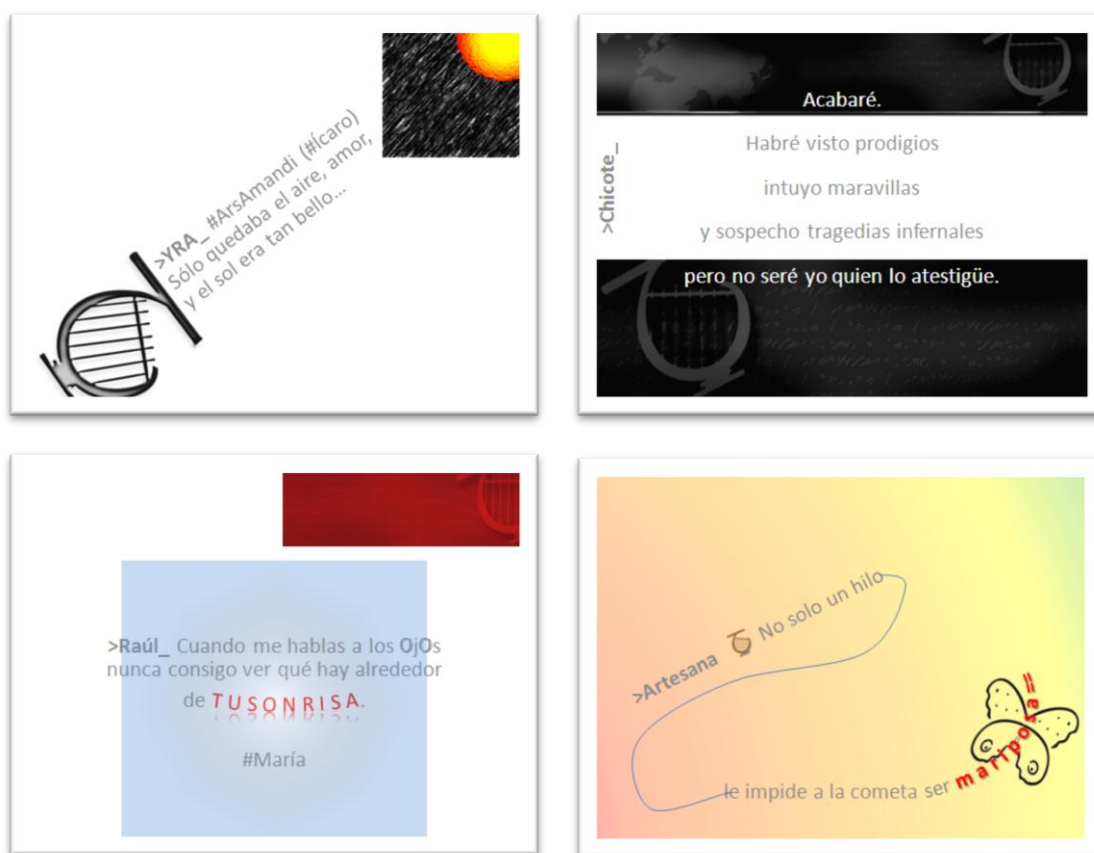 >YRA_ #ArsAmandi (#Ícaro)
Sólo quedaba el aire, amor,
y el sol era tan bello...
>Chicote_
Acabaré.
Habré visto prodigios
intuyo maravillas
y sospecho tragedias infernales
pero no seré yo quien lo atestigüe.
>Raúl_ Cuando me hablas a los OjOs
nunca consigo ver qué hay alrededor
de TUSONRISA.
#María
>Artesana No solo un hilo
le impide a la cometa ser mariposa==